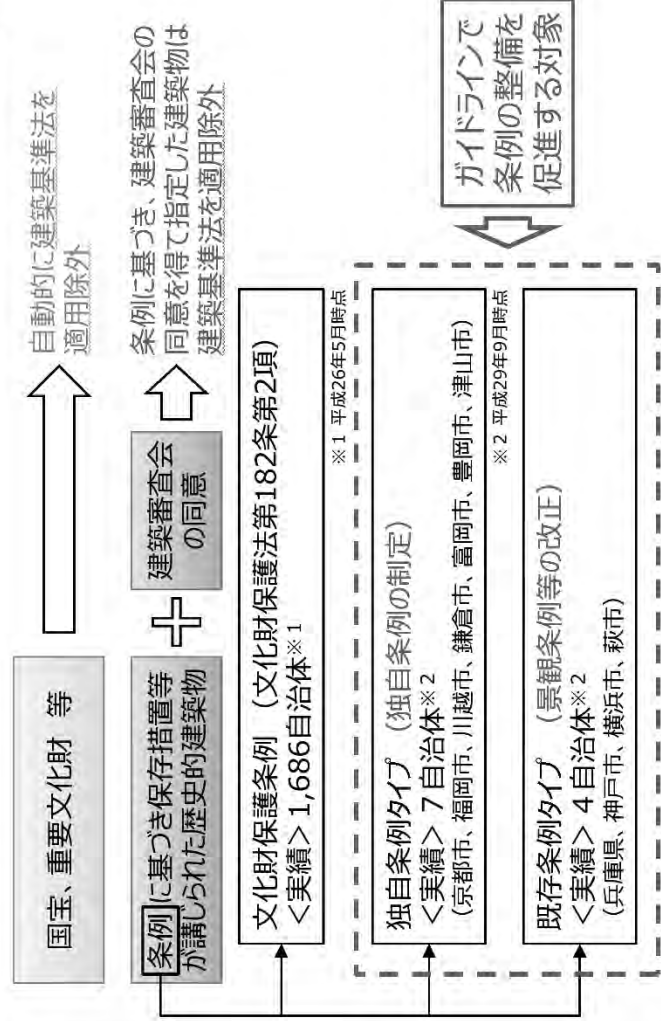 国宝、重要文化財　等
自動的に建築基準法を
適用除外
条例に基づき保存措置等
が講じられた歴史的建築物
建築審査会
の同意
条例に基づき、建築審査会の
同意を得て指定した建築物は
建築基準法を適用除外
文化財保護条例　（文化財保護法第182条第2項）
＜実績＞ 1,686自治体※1
※1 平成26年5月時点
独自条例タイプ　（独自条例の制定）
＜実績＞ 7自治体※2
（京都市、福岡市、川越市、鎌倉市、富岡市、豊岡市、津山市）
※2 平成29年9月時点
既存条例タイプ　（景観条例等の改正）
＜実績＞ 4自治体※2
（兵庫県、神戸市、横浜市、萩市）
ガイドラインで
条例の整備を
促進する対象